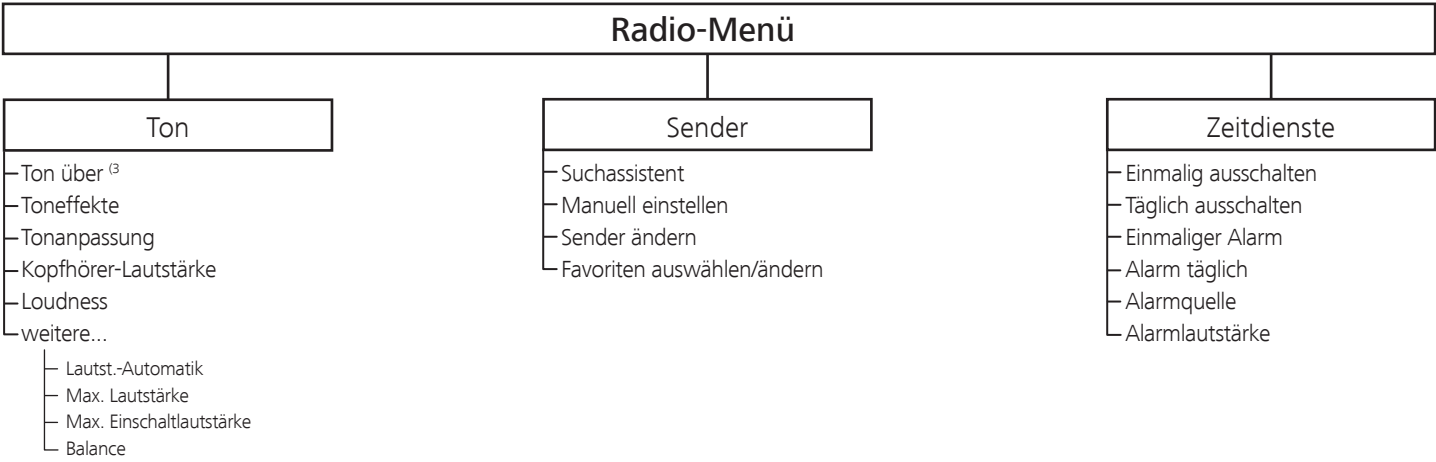 Radio-Menü
Ton
Ton über (3
Toneffekte
Tonanpassung
Kopfhörer-Lautstärke
Loudness
weitere...
Lautst.-Automatik
Max. Lautstärke
Max. Einschaltlautstärke
Balance
Sender
Suchassistent
Manuell einstellen
Sender ändern
Favoriten auswählen/ändern
Zeitdienste
Einmalig ausschalten
Täglich ausschalten
Einmaliger Alarm
Alarm täglich
Alarmquelle
Alarmlautstärke